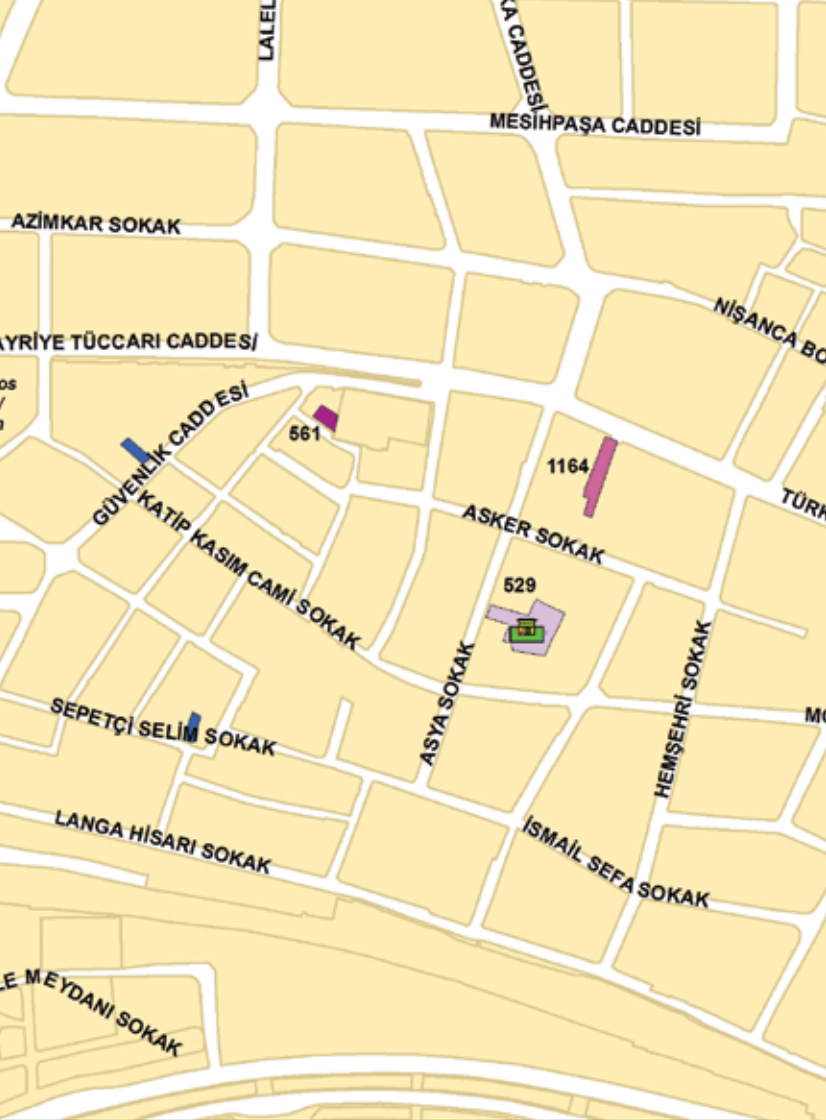 LALEL
KA CADDESİ
MESİHPAŞA CADDESİ
AZİMKAR SOKAK
NİŞANCA BO
AYRİYE TÜCCARI CADDESİ
os
/
n
GÜVENLİK CADDESİ
561
1164
TÜRK
KATİP KASIM CAMİ SOKAK
ASKER SOKAK
529
ASYA SOKAK
HEMŞEHRİ SOKAK
SEPETÇİ SELİM SOKAK
MO
LANGA HİSARI SOKAK
İSMAİL SEFA SOKAK
LE MEYDANI SOKAK